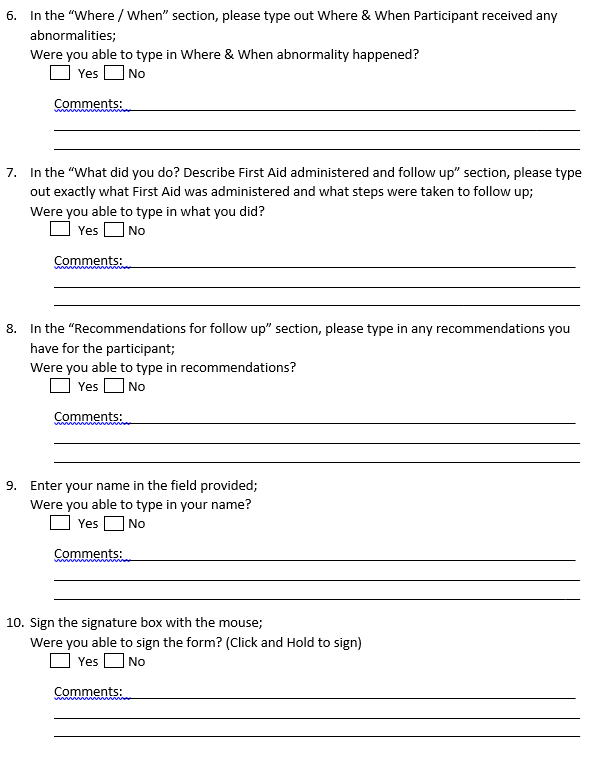 6. In the “Where / When” section, please type out Where & When Participant received any
abnormalities;
Were you able to type in Where & When abnormality happened?
Yes No
Comments:
7. In the “What did you do? Describe First Aid administered and follow up” section, please type
out exactly what First Aid was administered and what steps were taken to follow up;
Were you able to type in what you did?
Yes No
Comments:
8. In the “Recommendations for follow up” section, please type in any recommendations you
have for the participant;
Were you able to type in recommendations?
Yes No
Comments:
9. Enter your name in the field provided;
Were you able to type in your name?
Yes No
Comments:
10. Sign the signature box with the mouse;
Were you able to sign the form? (Click and Hold to sign)
Yes No
Comments: